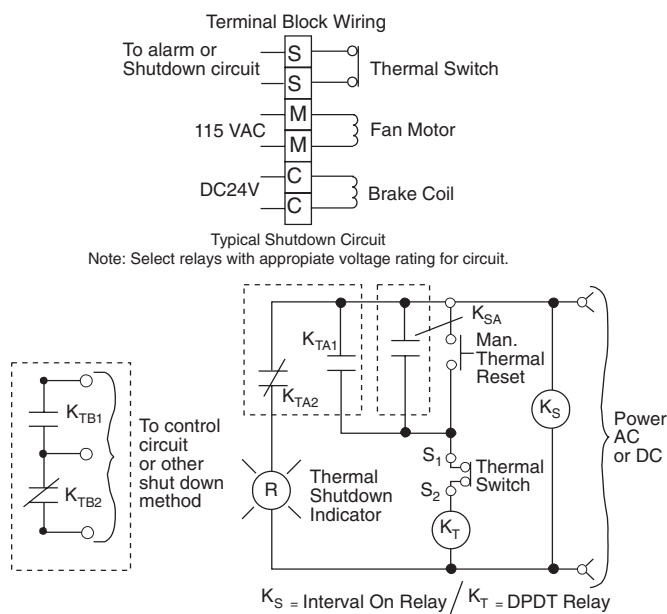 Terminal Block Wiring
To alarm or
Shutdown circuit
S
S
Thermal Switch
115 VAC
M
M
Fan Motor
DC24V
C
C
Brake Coil
Typical Shutdown Circuit
Note: Select relays with appropiate voltage rating for circuit.
KTB1
KTB2
To control
circuit
or other
shut down
method
KTA1
KTA2
KSA
Man.
Thermal
Reset
KS
Power
AC
or DC
R
Thermal
Shutdown
Indicator
S1
S2
Thermal
Switch
KT
KS = Interval On Relay / KT = DPDT Relay